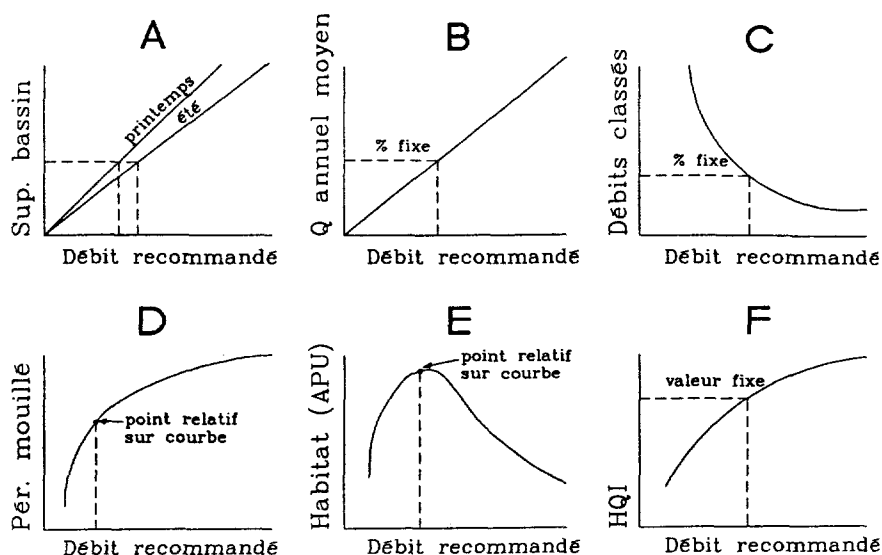 A
Sup. bassin
printemps
été
Débit recommandé
B
Q annuel moyen
% fixe
Débit recommandé
C
Débits classés
% fixe
Débit recommandé
D
Pér. mouillé
point relatif
sur courbe
Débit recommandé
E
Habitat (APU)
point relatif
sur courbe
Débit recommandé
F
HQI
valeur fixe
Débit recommandé